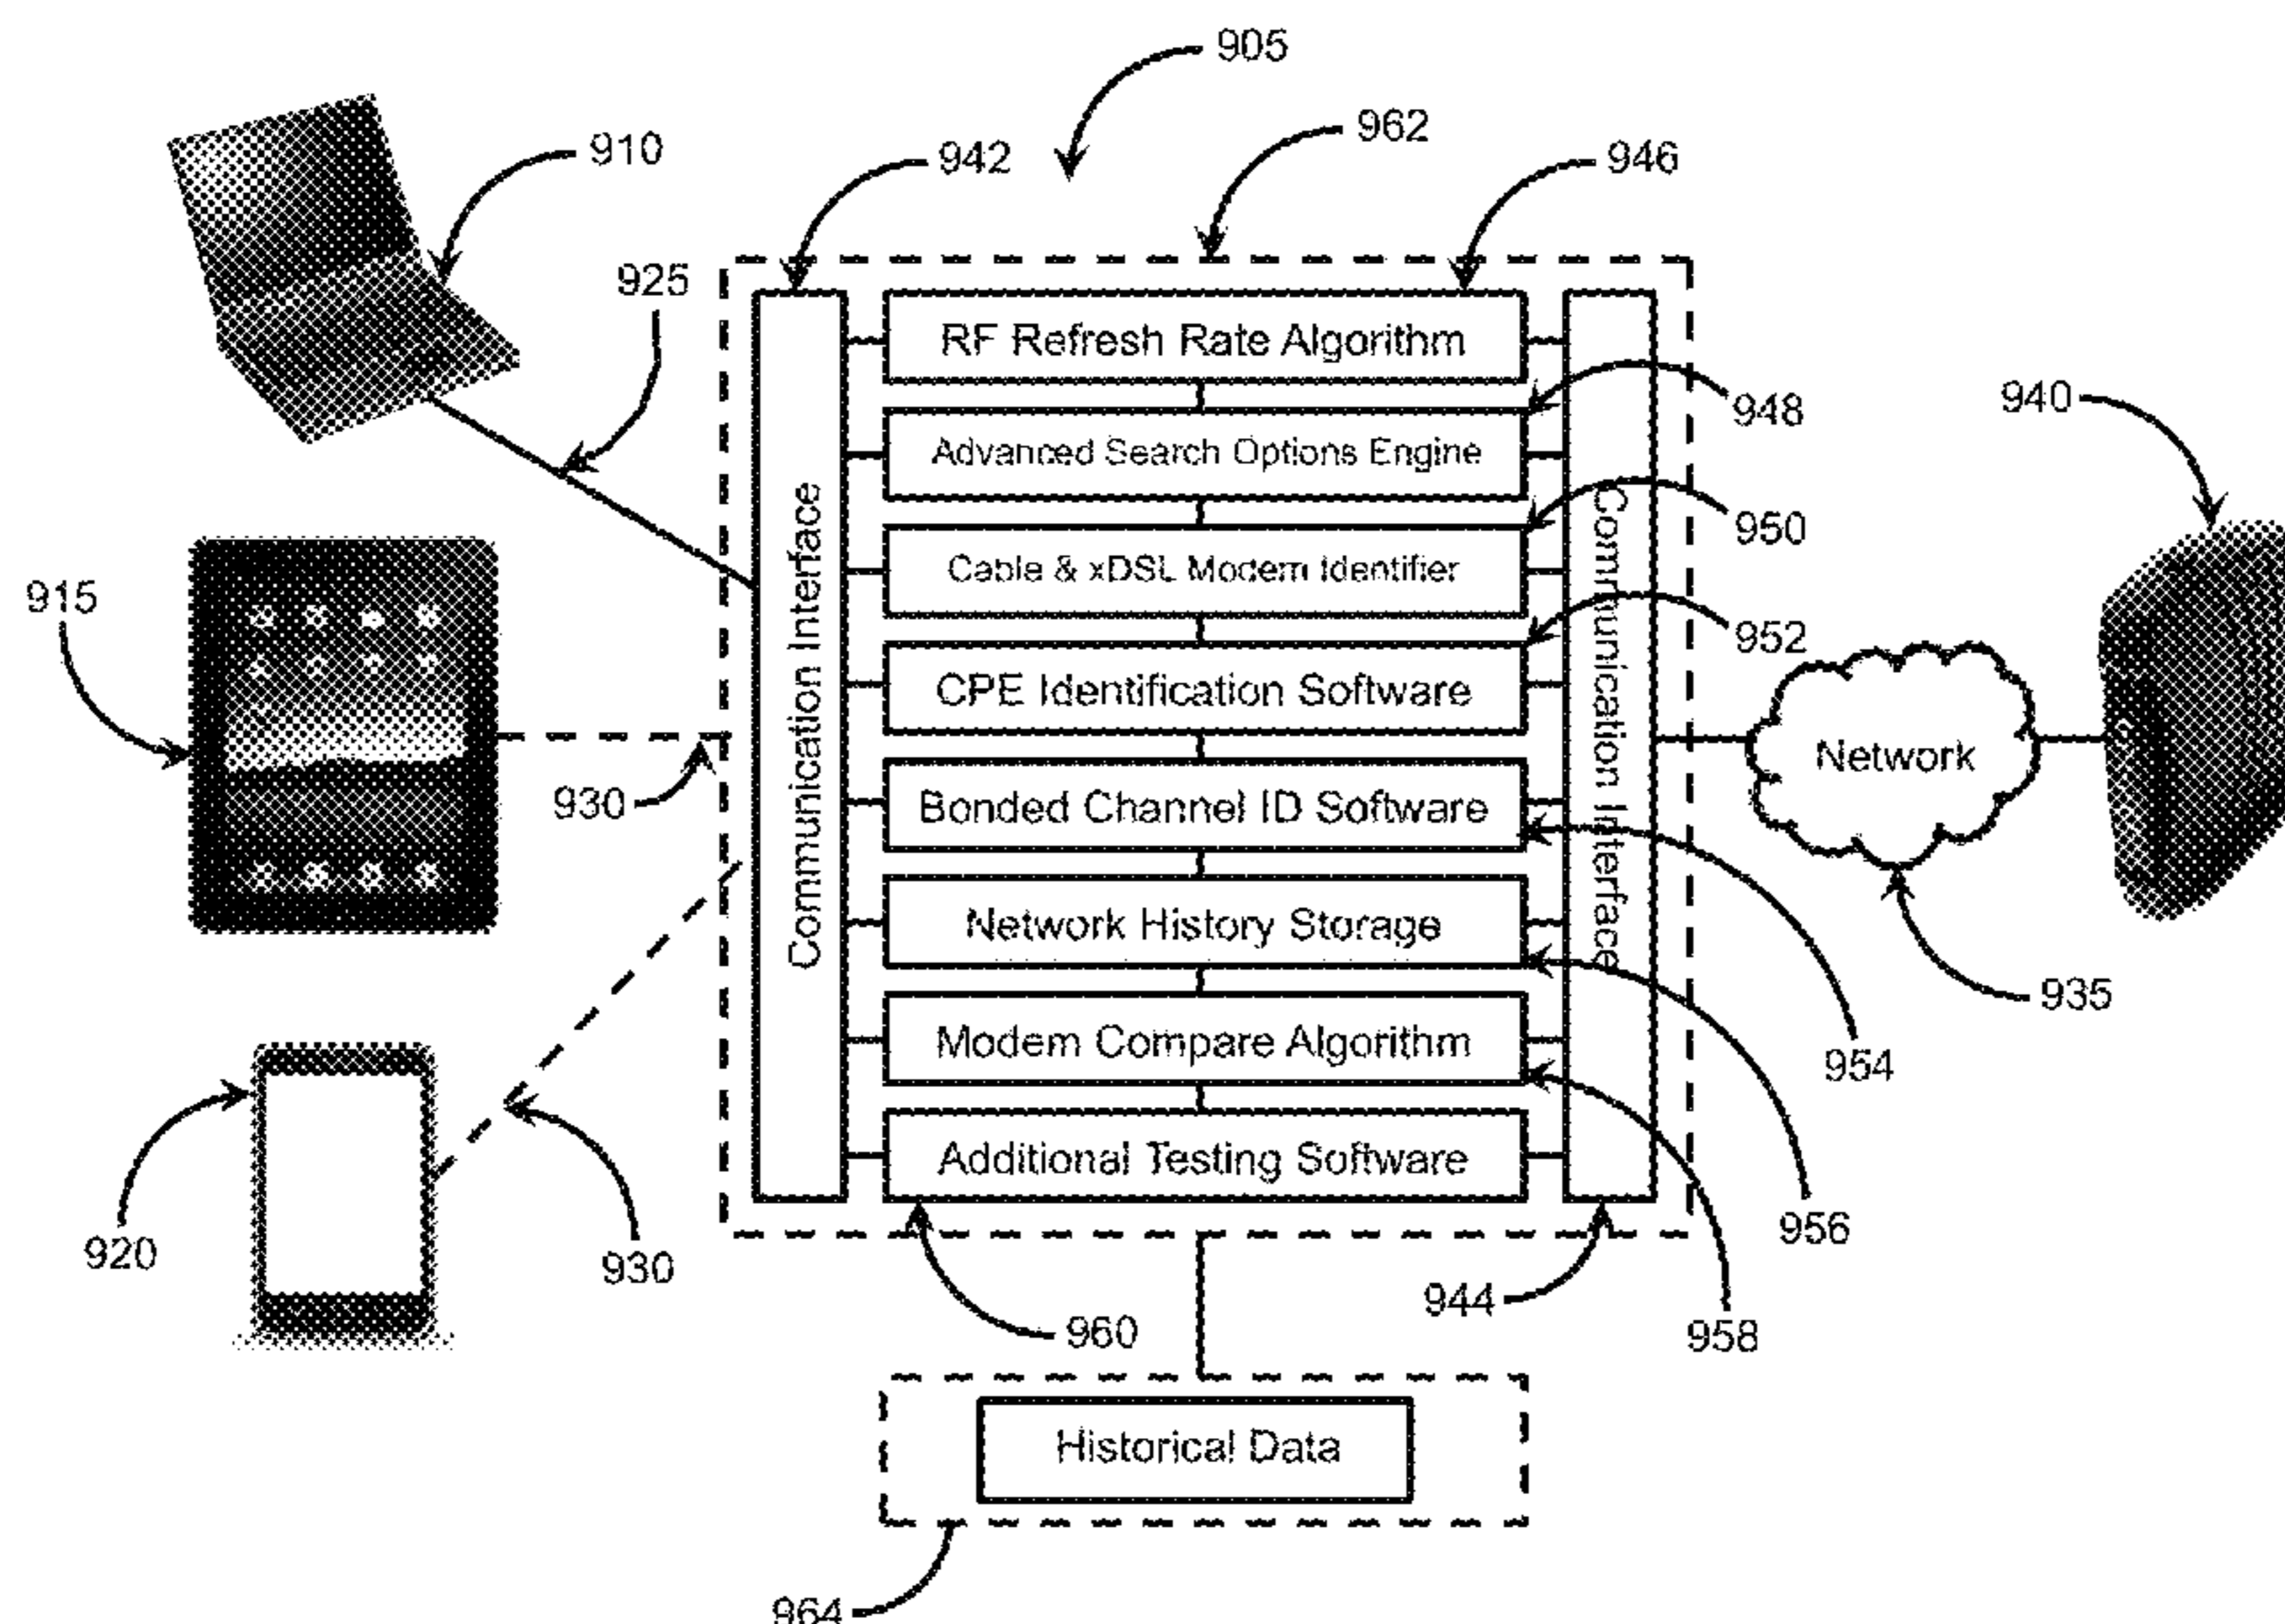 905
962
910
942
946
925
RF Refresh Rate Algorithm
948
940
Advanced Search Options Engine
Communication Interface
Communication Interface
950
Cable & xDSL Modem Identifier
915
952
CPE Identification Software
Network
930
Bonded Channel ID Software
Network History Storage
935
954
Modem Compare Algorithm
Additional Testing Software
956
920
930
944
960
958
Historical Data
964